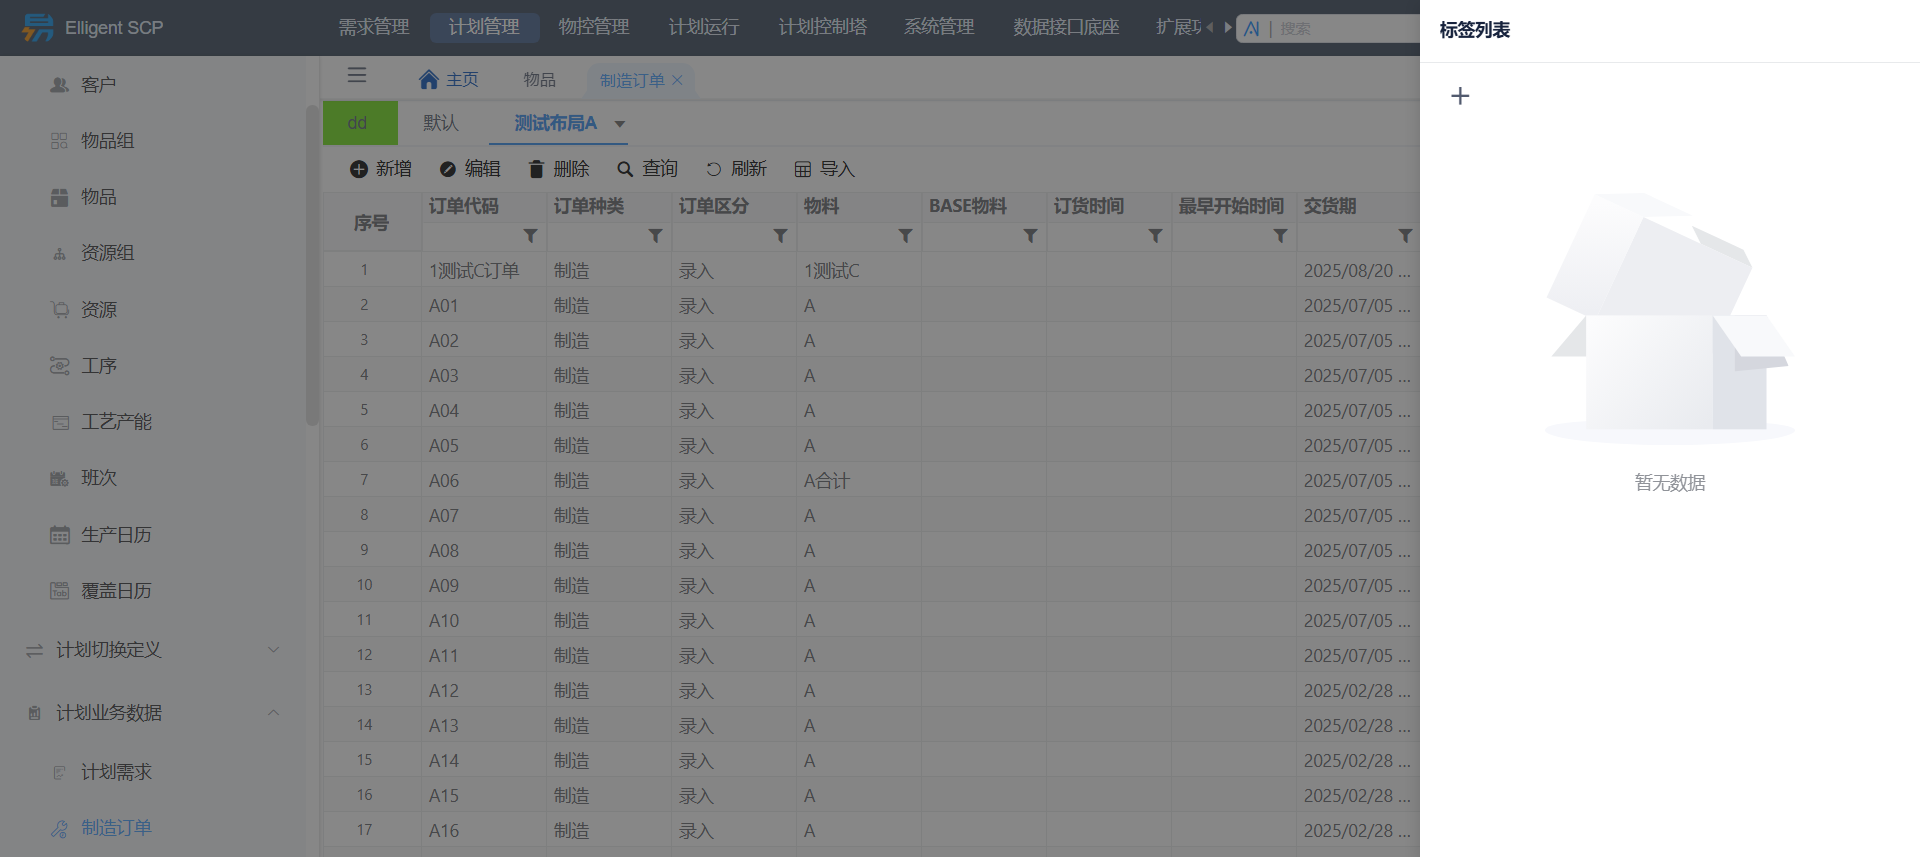 Elligent SCP
需求管理 计划管理 物控管理 计划运行 计划控制塔 系统管理 数据接口底座 扩展功 AI 搜索
标签列表
主页 物品 制造订单
dd 默认 测试布局A
新增 编辑 删除 查询 刷新 导入
客户
物品组
物品
资源组
资源
工序
工艺产能
班次
生产日历
覆盖日历
计划切换定义
计划业务数据
计划需求
制造订单
序号 订单代码 订单种类 订单区分 物料 BASE物料 订货时间 最早开始时间 交货期
1 1测试C订单 制造 录入 1测试C 2025/08/20 ...
2 A01 制造 录入 A 2025/07/05 ...
3 A02 制造 录入 A 2025/07/05 ...
4 A03 制造 录入 A 2025/07/05 ...
5 A04 制造 录入 A 2025/07/05 ...
6 A05 制造 录入 A 2025/07/05 ...
7 A06 制造 录入 A合计 2025/07/05 ...
8 A07 制造 录入 A 2025/07/05 ...
9 A08 制造 录入 A 2025/07/05 ...
10 A09 制造 录入 A 2025/07/05 ...
11 A10 制造 录入 A 2025/07/05 ...
12 A11 制造 录入 A 2025/07/05 ...
13 A12 制造 录入 A 2025/02/28 ...
14 A13 制造 录入 A 2025/02/28 ...
15 A14 制造 录入 A 2025/02/28 ...
16 A15 制造 录入 A 2025/02/28 ...
17 A16 制造 录入 A 2025/02/28 ...
暂无数据